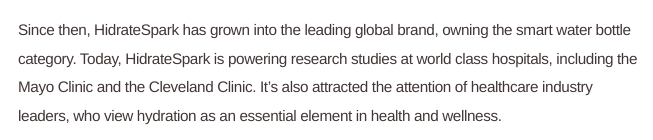 Since then, HidrateSpark has grown into the leading global brand, owning the smart water bottle
category. Today, HidrateSpark is powering research studies at world class hospitals, including the
Mayo Clinic and the Cleveland Clinic. It’s also attracted the attention of healthcare industry
leaders, who view hydration as an essential element in health and wellness.